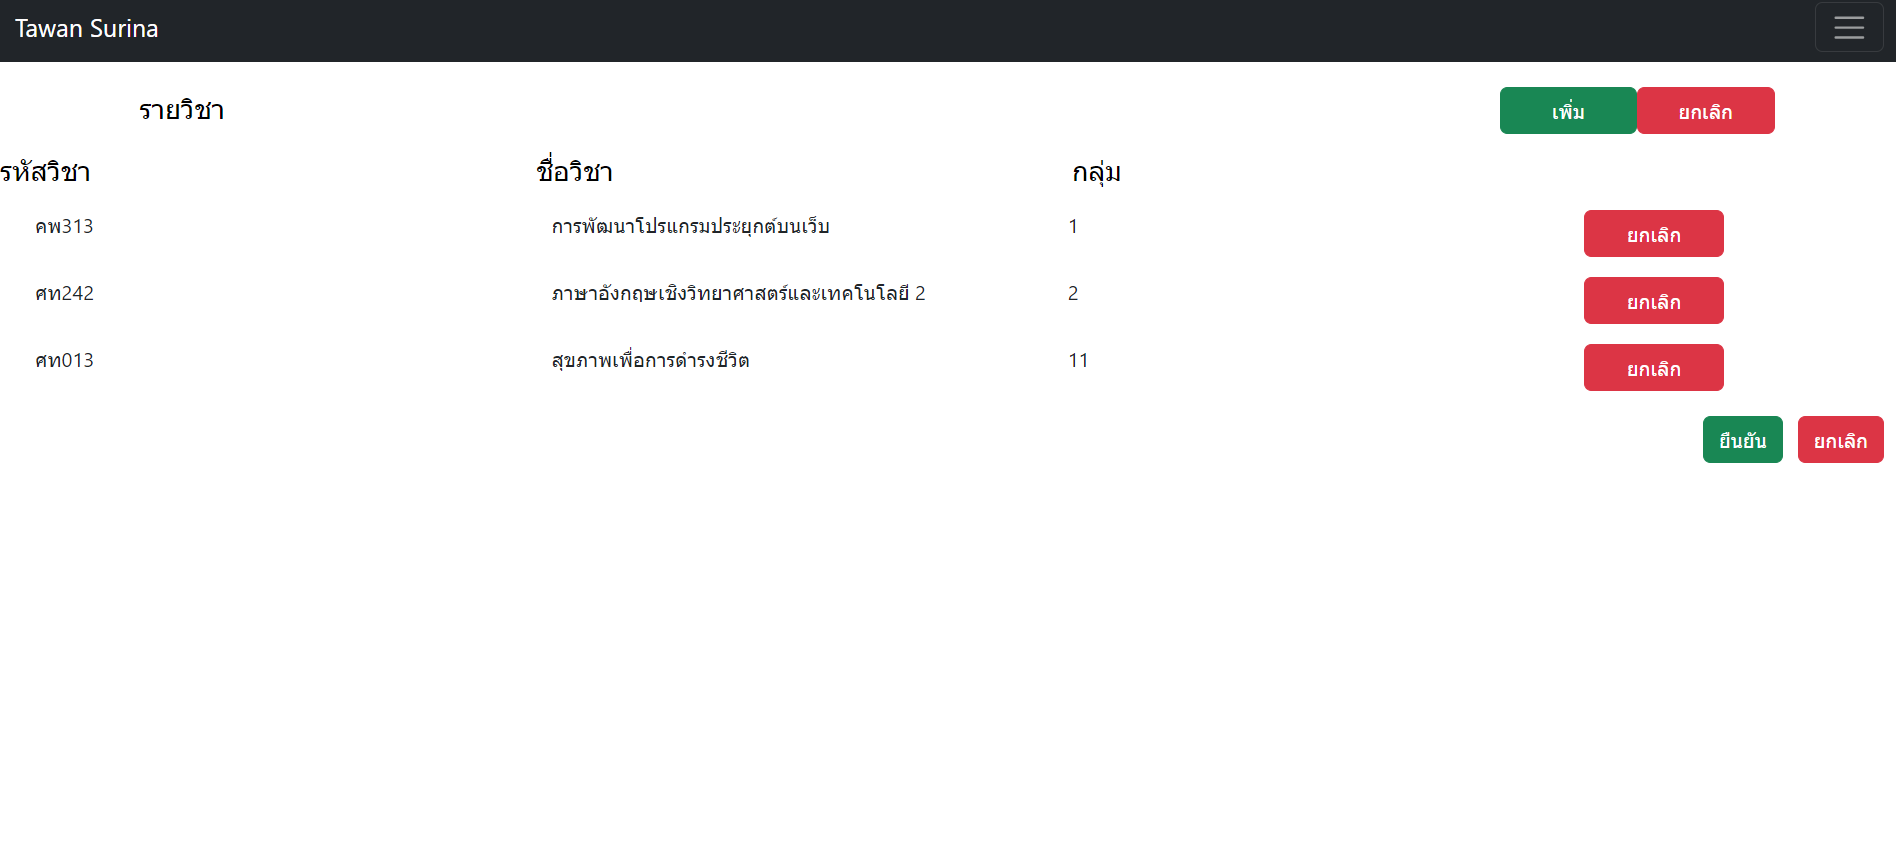 Tawan Surina
รายวิชา เพิ่ม ยกเลิก
รหัสวิชา ชื่อวิชา กลุ่ม
คพ313 การพัฒนาโปรแกรมประยุกต์บนเว็บ 1 ยกเลิก
ศท242 ภาษาอังกฤษเชิงวิทยาศาสตร์และเทคโนโลยี 2 2 ยกเลิก
ศท013 สุขภาพเพื่อการดำรงชีวิต 11 ยกเลิก
ยืนยัน ยกเลิก